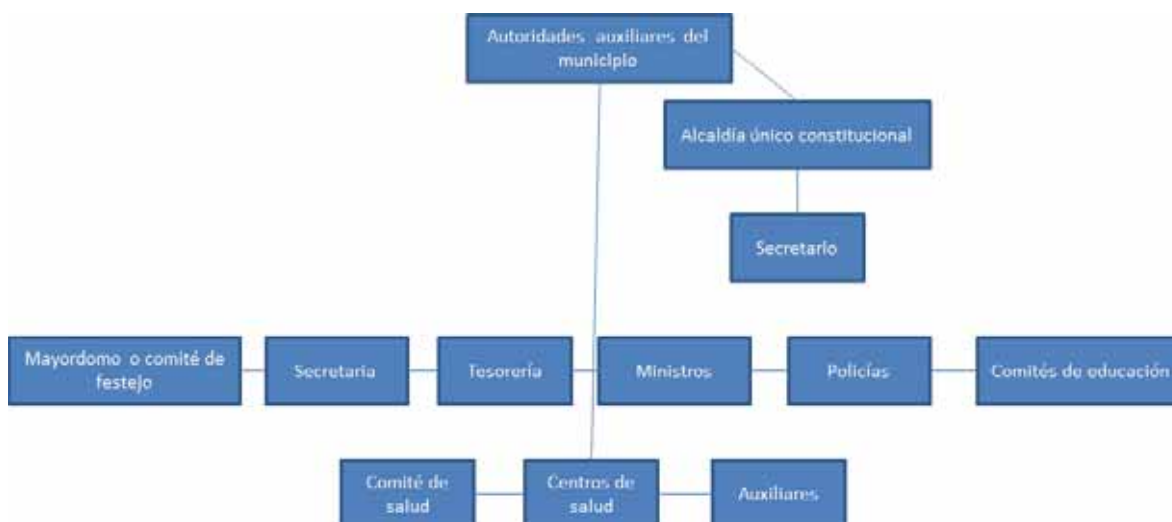 Autoridades auxiliares del
municipio
Alcaldía único constitucional
Secretario
Mayordomo o comité de
festejo
Secretaria
Tesorería
Ministros
Policías
Comités de educación
Comité de
salud
Centros de
salud
Auxiliares